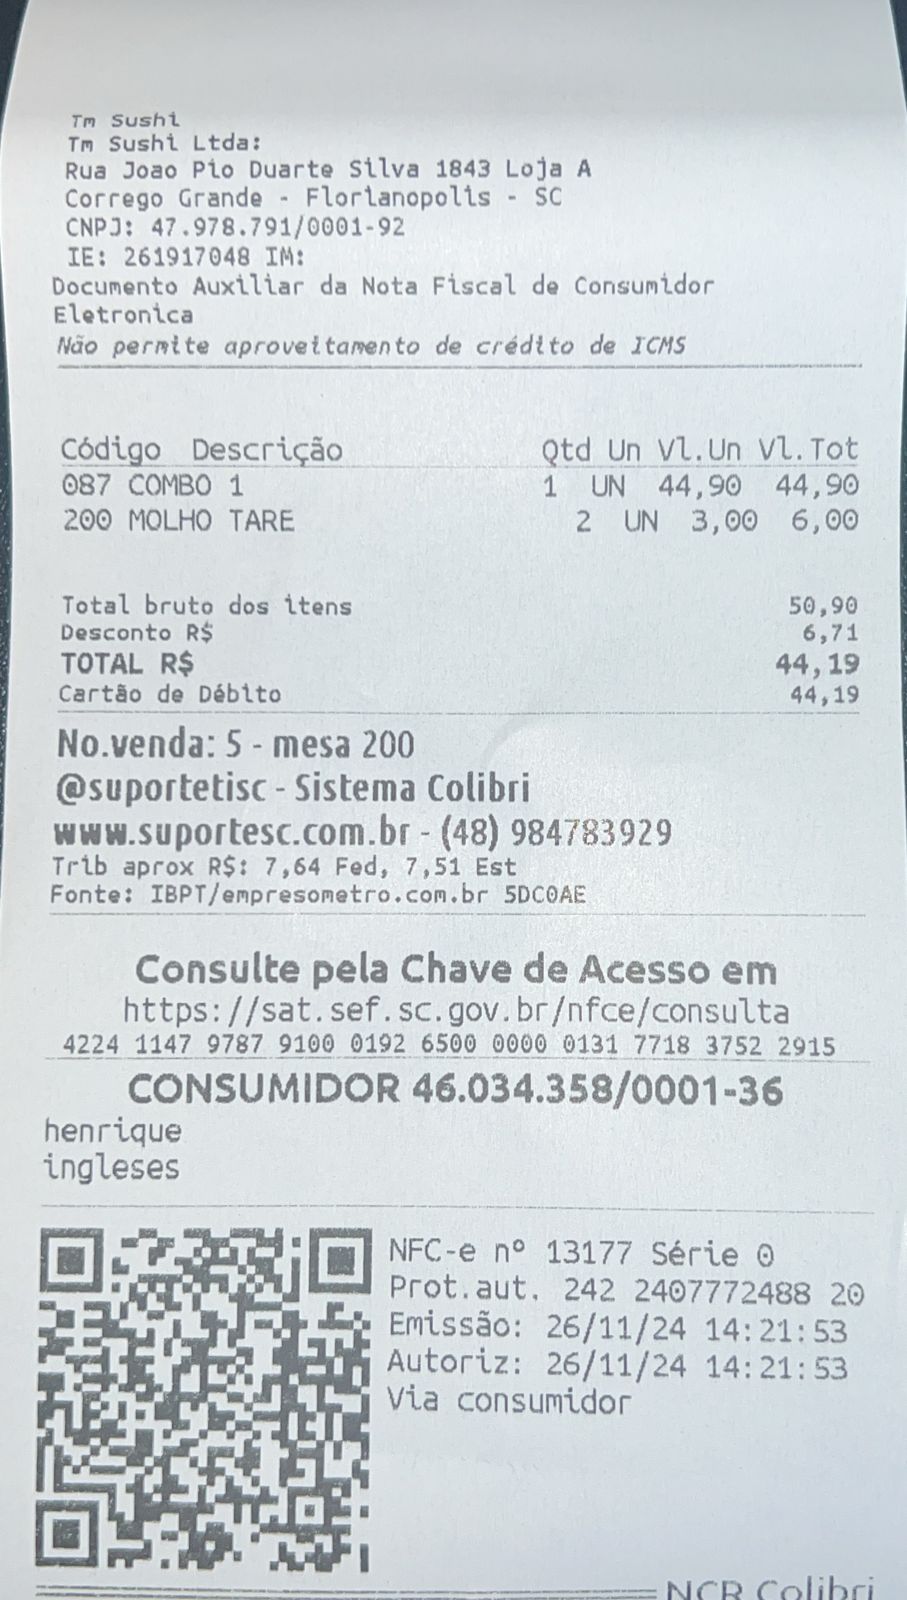 Tm Sushi
Tm Sushi Ltda:
Rua Joao Pio Duarte Silva 1843 Loja A
Corrego Grande - Florianopolis - SC
CNPJ: 47.978.791/0001-92
IE: 261917048 IM:
Documento Auxiliar da Nota Fiscal de Consumidor
Eletronica
Não permite aproveitamento de crédito de ICMS
Código Descrição Qtd Un Vl.Un Vl.Tot
087 COMBO 1 1 UN 44,90 44,90
200 MOLHO TARE 2 UN 3,00 6,00
Total bruto dos itens 50,90
Desconto R$ 6,71
TOTAL R$ 44,19
Cartão de Débito 44,19
No.venda: 5 - mesa 200
@suportetisc - Sistema Colibri
www.suportesc.com.br - (48) 984783929
Trib aprox R$: 7,64 Fed, 7,51 Est
Fonte: IBPT/empresometro.com.br 5DC0AE
Consulte pela Chave de Acesso em
https://sat.sef.sc.gov.br/nfce/consulta
4224 1147 9787 9100 0192 6500 0000 0131 7718 3752 2915
CONSUMIDOR 46.034.358/0001-36
henrique
ingleses
NFC-e nº 13177 Série 0
Prot.aut. 242 2407772488 20
Emissão: 26/11/24 14:21:53
Autoriz: 26/11/24 14:21:53
Via consumidor
NCR Colibri